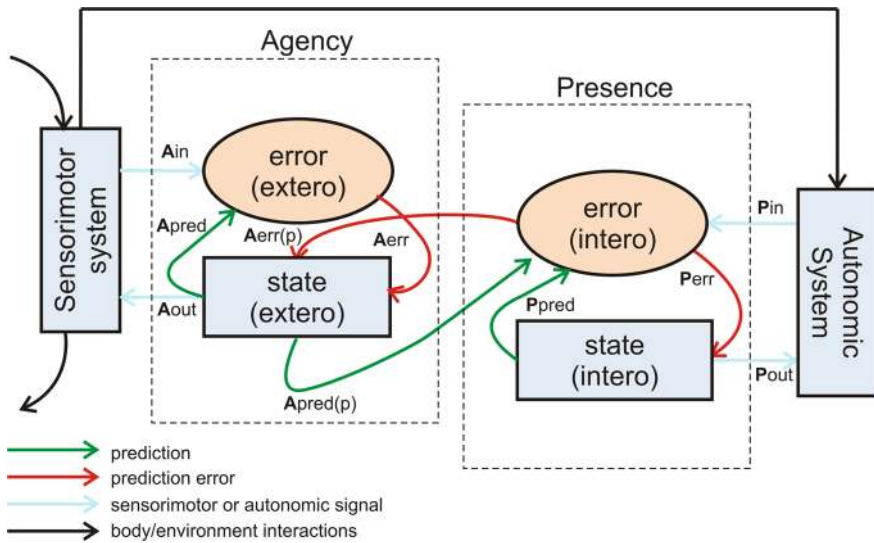 Agency
Presence
Sensorimotor
system
Ain
error
(extero)
Apred
Aerr(p)
Aerr
Aout
state
(extero)
Apred(p)
error
(intero)
Pin
Perr
Ppred
state
(intero)
Pout
Autonomic
System
prediction
prediction error
sensorimotor or autonomic signal
body/environment interactions